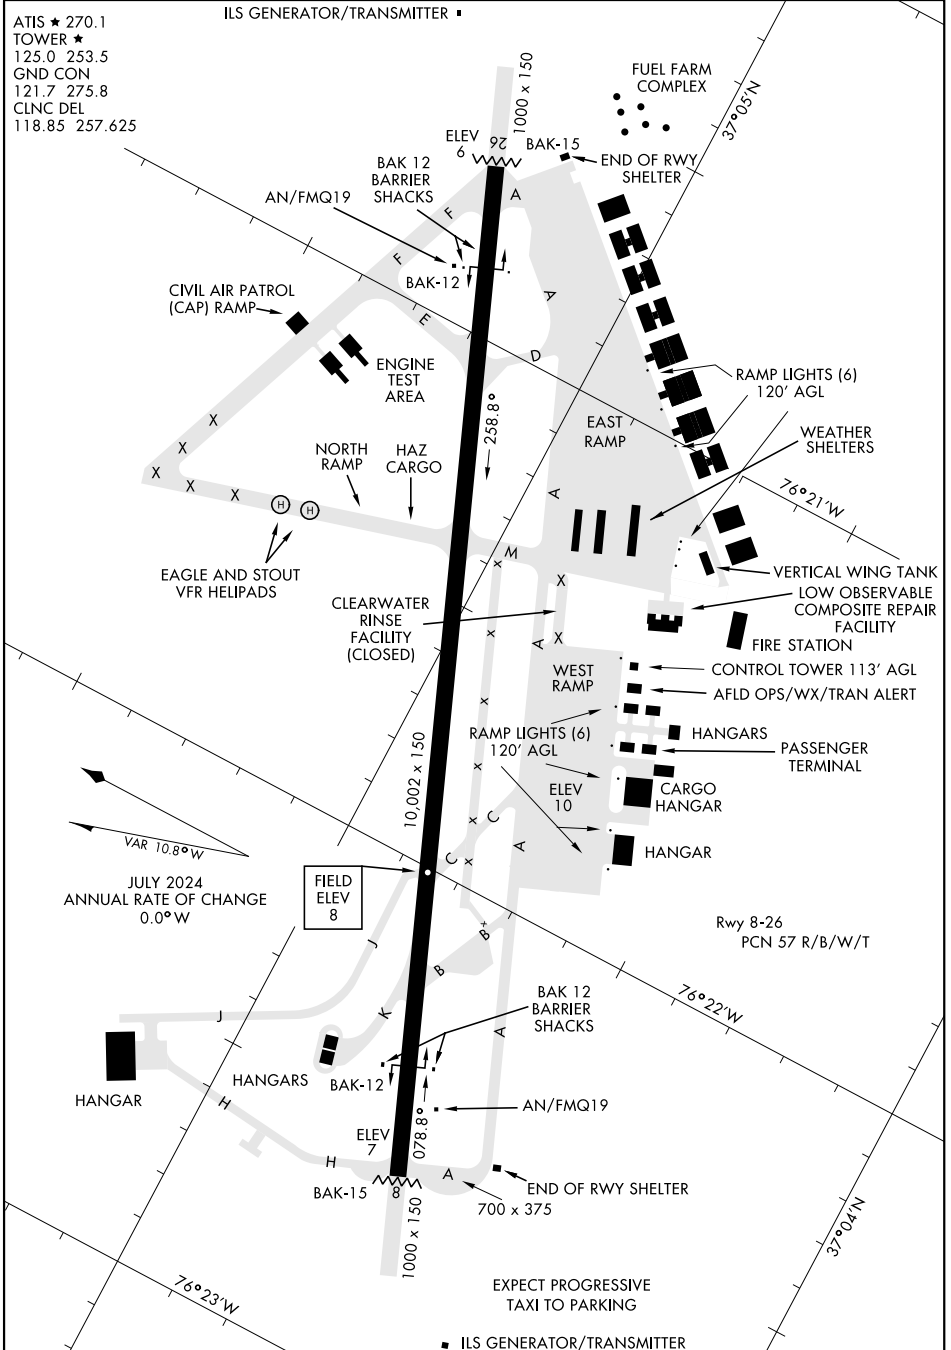 ILS GENERATOR/TRANSMITTER
ATIS ★ 270.1
TOWER ★
125.0 253.5
GND CON
121.7 275.8
CLNC DEL
118.85 257.625
1000 x 150
FUEL FARM
COMPLEX
37°05'N
ELEV
6
26
BAK-15
END OF RWY
SHELTER
BAK 12
BARRIER
SHACKS
AN/FMQ19
A
F
F
BAK-12
A
CIVIL AIR PATROL
(CAP) RAMP
E
D
ENGINE
TEST
AREA
RAMP LIGHTS (6)
120' AGL
258.8°
EAST
RAMP
WEATHER
SHELTERS
X
X
X
X
X
NORTH
RAMP
HAZ
CARGO
A
76°21'W
H
H
EAGLE AND STOUT
VFR HELIPADS
M
X
X
VERTICAL WING TANK
LOW OBSERVABLE
COMPOSITE REPAIR
FACILITY
CLEARWATER
RINSE
FACILITY
(CLOSED)
X
A
X
FIRE STATION
WEST
RAMP
CONTROL TOWER 113' AGL
AFLD OPS/WX/TRAN ALERT
X
RAMP LIGHTS (6)
120' AGL
HANGARS
PASSENGER
TERMINAL
X
10,002 x 150
ELEV
10
CARGO
HANGAR
X
C
C
X
A
HANGAR
VAR 10.8° W
JULY 2024
ANNUAL RATE OF CHANGE
0.0° W
FIELD
ELEV
8
Rwy 8-26
PCN 57 R/B/W/T
J
B+
B
76°22'W
K
J
A
BAK 12
BARRIER
SHACKS
HANGARS
BAK-12
HANGAR
H
AN/FMQ19
078.8°
ELEV
7
H
A
BAK-15
8
END OF RWY SHELTER
700 x 375
1000 x 150
37°04'N
76°23'W
EXPECT PROGRESSIVE
TAXI TO PARKING
ILS GENERATOR/TRANSMITTER